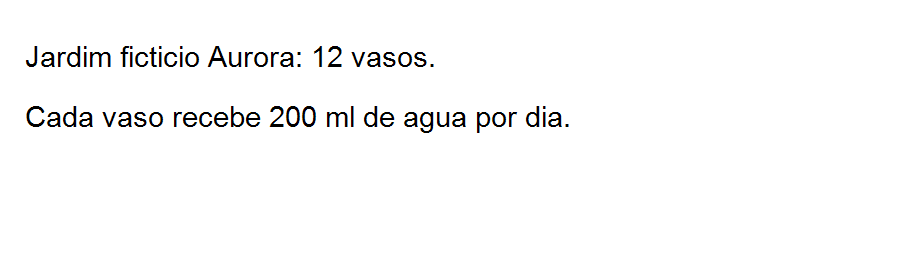 Jardim ficticio Aurora: 12 vasos.
Cada vaso recebe 200 ml de agua por dia.